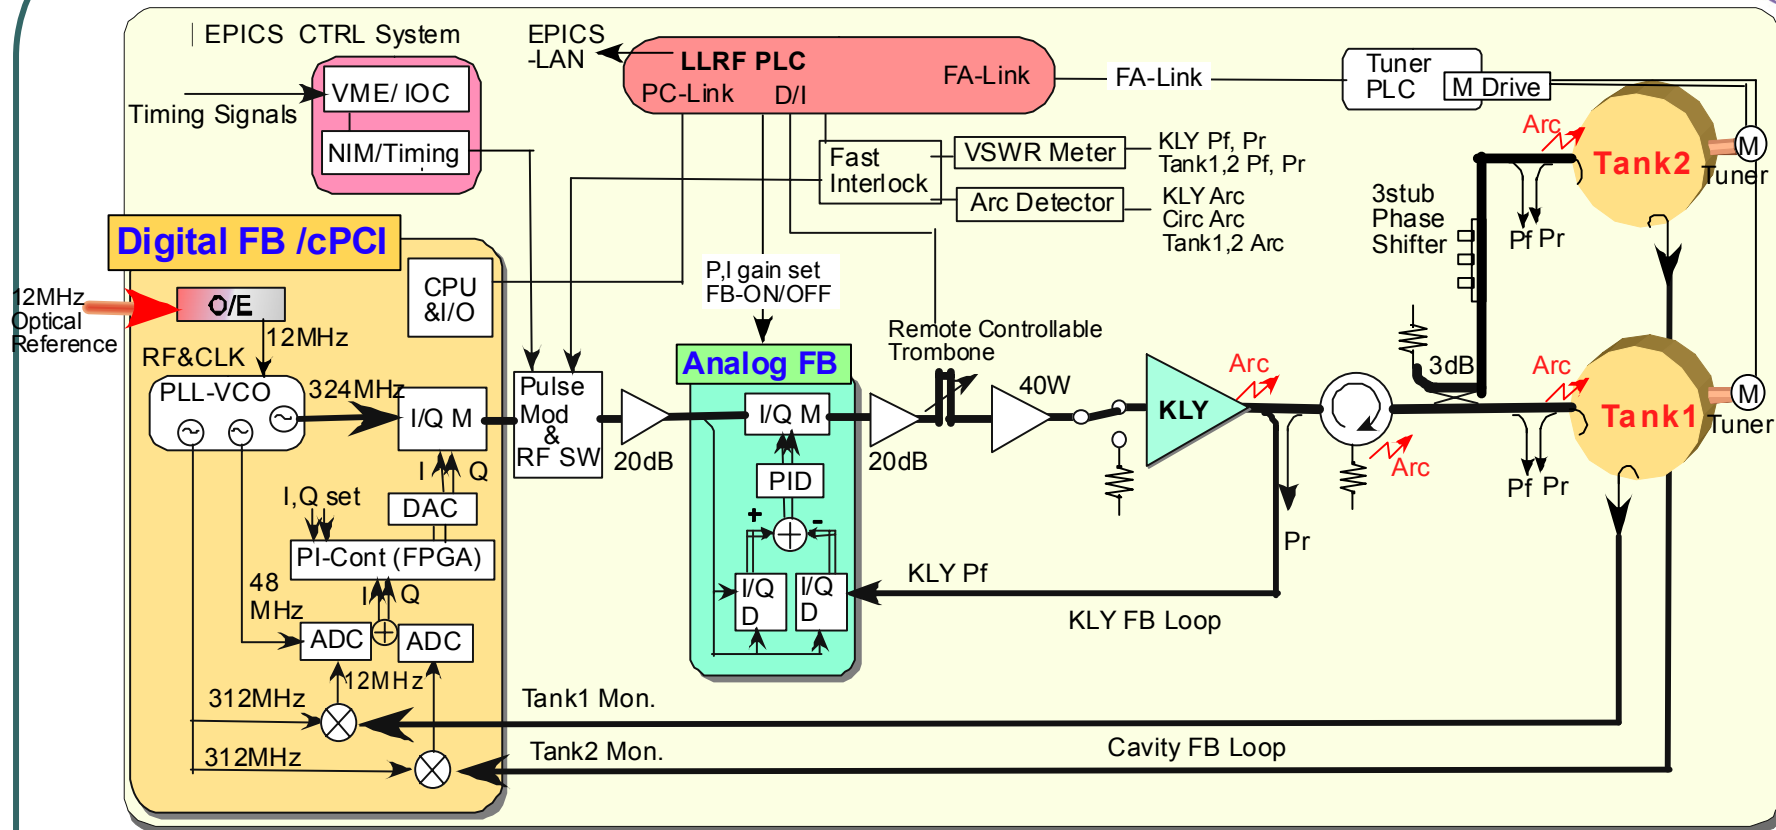 EPICS CTRL System
VME/ IOC
Timing Signals
NIM/Timing
EPICS
-LAN
LLRF PLC
PC-Link
D/I
FA-Link
FA-Link
Tuner
PLC
M Drive
Fast
Interlock
VSWR Meter
KLY Pf, Pr
Tank1,2 Pf, Pr
Arc Detector
KLY Arc
Circ Arc
Tank1,2 Arc
Arc
Tank2
M
Tuner
3stub
Phase
Shifter
Pf Pr
Digital FB /cPCI
CPU
&I/O
12MHz
Optical
Reference
O/E
12MHz
RF&CLK
PLL-VCO
324MHz
I/Q M
I
Q
DAC
I,Q set
PI-Cont (FPGA)
48
MHz
I
Q
ADC
ADC
12MHz
312MHz
312MHz
Pulse
Mod
&
RF SW
20dB
P,I gain set
FB-ON/OFF
Analog FB
I/Q M
PID
+
-
I/Q
D
I/Q
D
20dB
Remote Controllable
Trombone
40W
KLY
Arc
Pr
Arc
3dB
Arc
Tank1
M
Tuner
Pf Pr
KLY Pf
KLY FB Loop
Tank1 Mon.
Tank2 Mon.
Cavity FB Loop